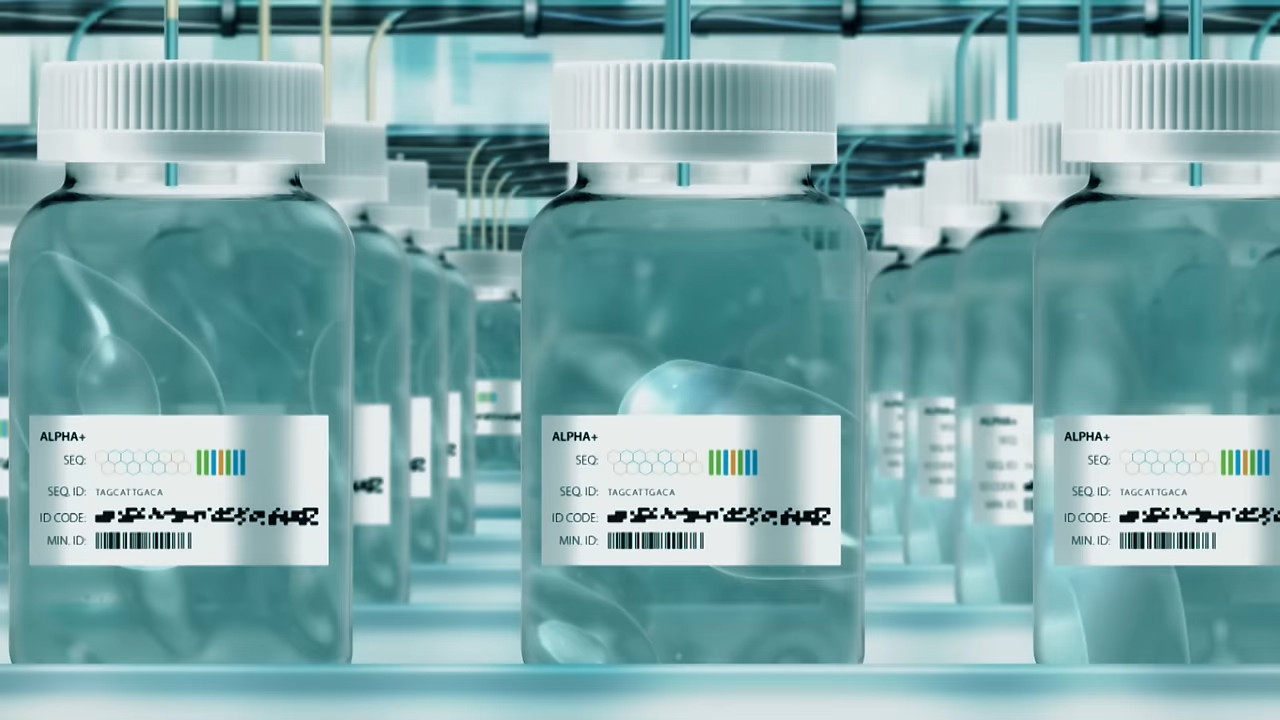 ALPHA+
SEQ:
SEQ. ID: TAGCATTGACA
ID CODE:
MIN. ID:
ALPHA+
SEQ:
SEQ. ID: TAGCATTGACA
ID CODE:
MIN. ID:
ALPHA+
SEQ:
SEQ. ID: TAGCATTGACA
ID CODE:
MIN. ID: